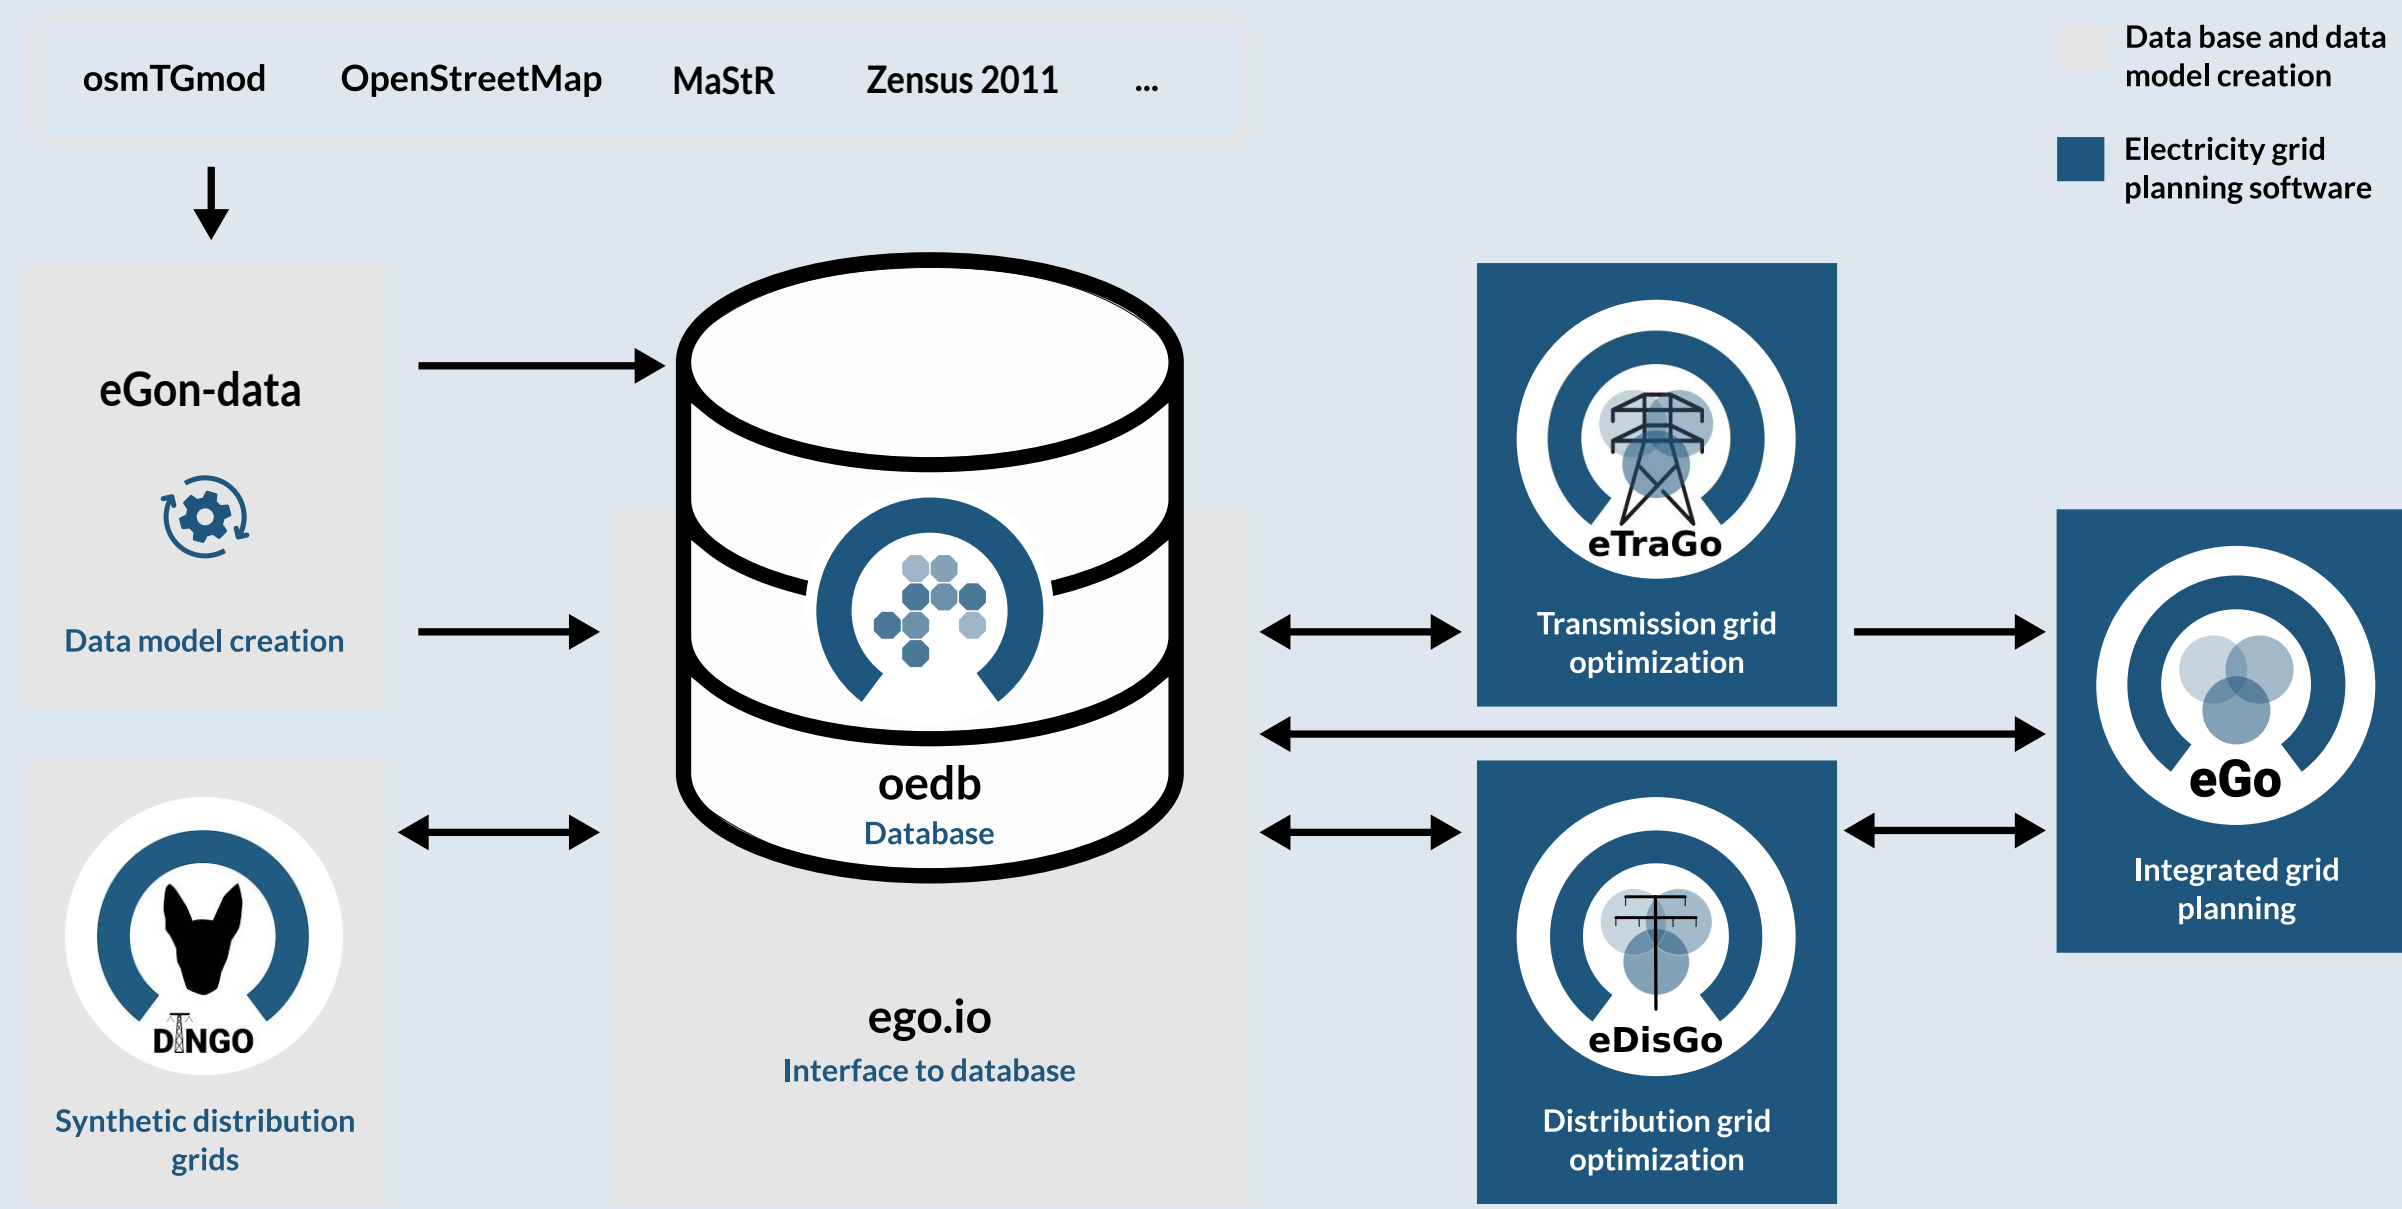 osmTGmod OpenStreetMap MaStR Zensus 2011 ...
Data base and data
model creation
Electricity grid
planning software
eGon-data
Data model creation
DINGO
Synthetic distribution
grids
oedb
Database
ego.io
Interface to database
eTraGo
Transmission grid
optimization
eDisGo
Distribution grid
optimization
eGo
Integrated grid
planning